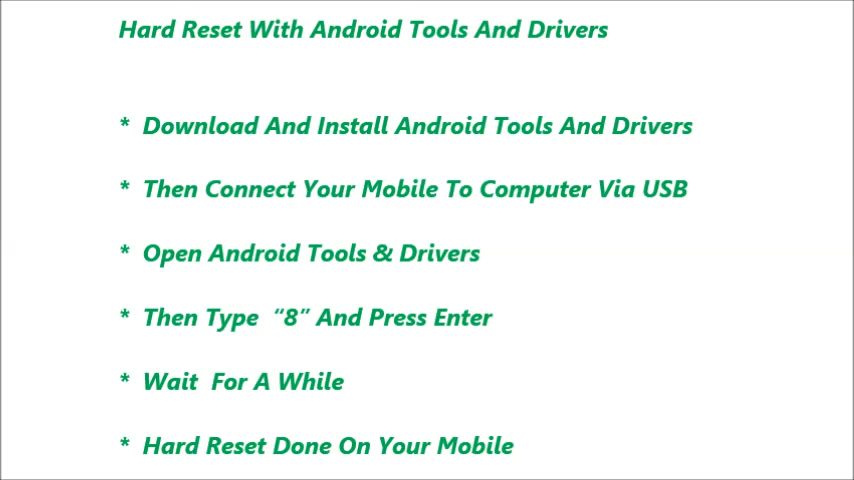 Hard Reset With Android Tools And Drivers
* Download And Install Android Tools And Drivers
* Then Connect Your Mobile To Computer Via USB
* Open Android Tools & Drivers
* Then Type “8” And Press Enter
* Wait For A While
* Hard Reset Done On Your Mobile